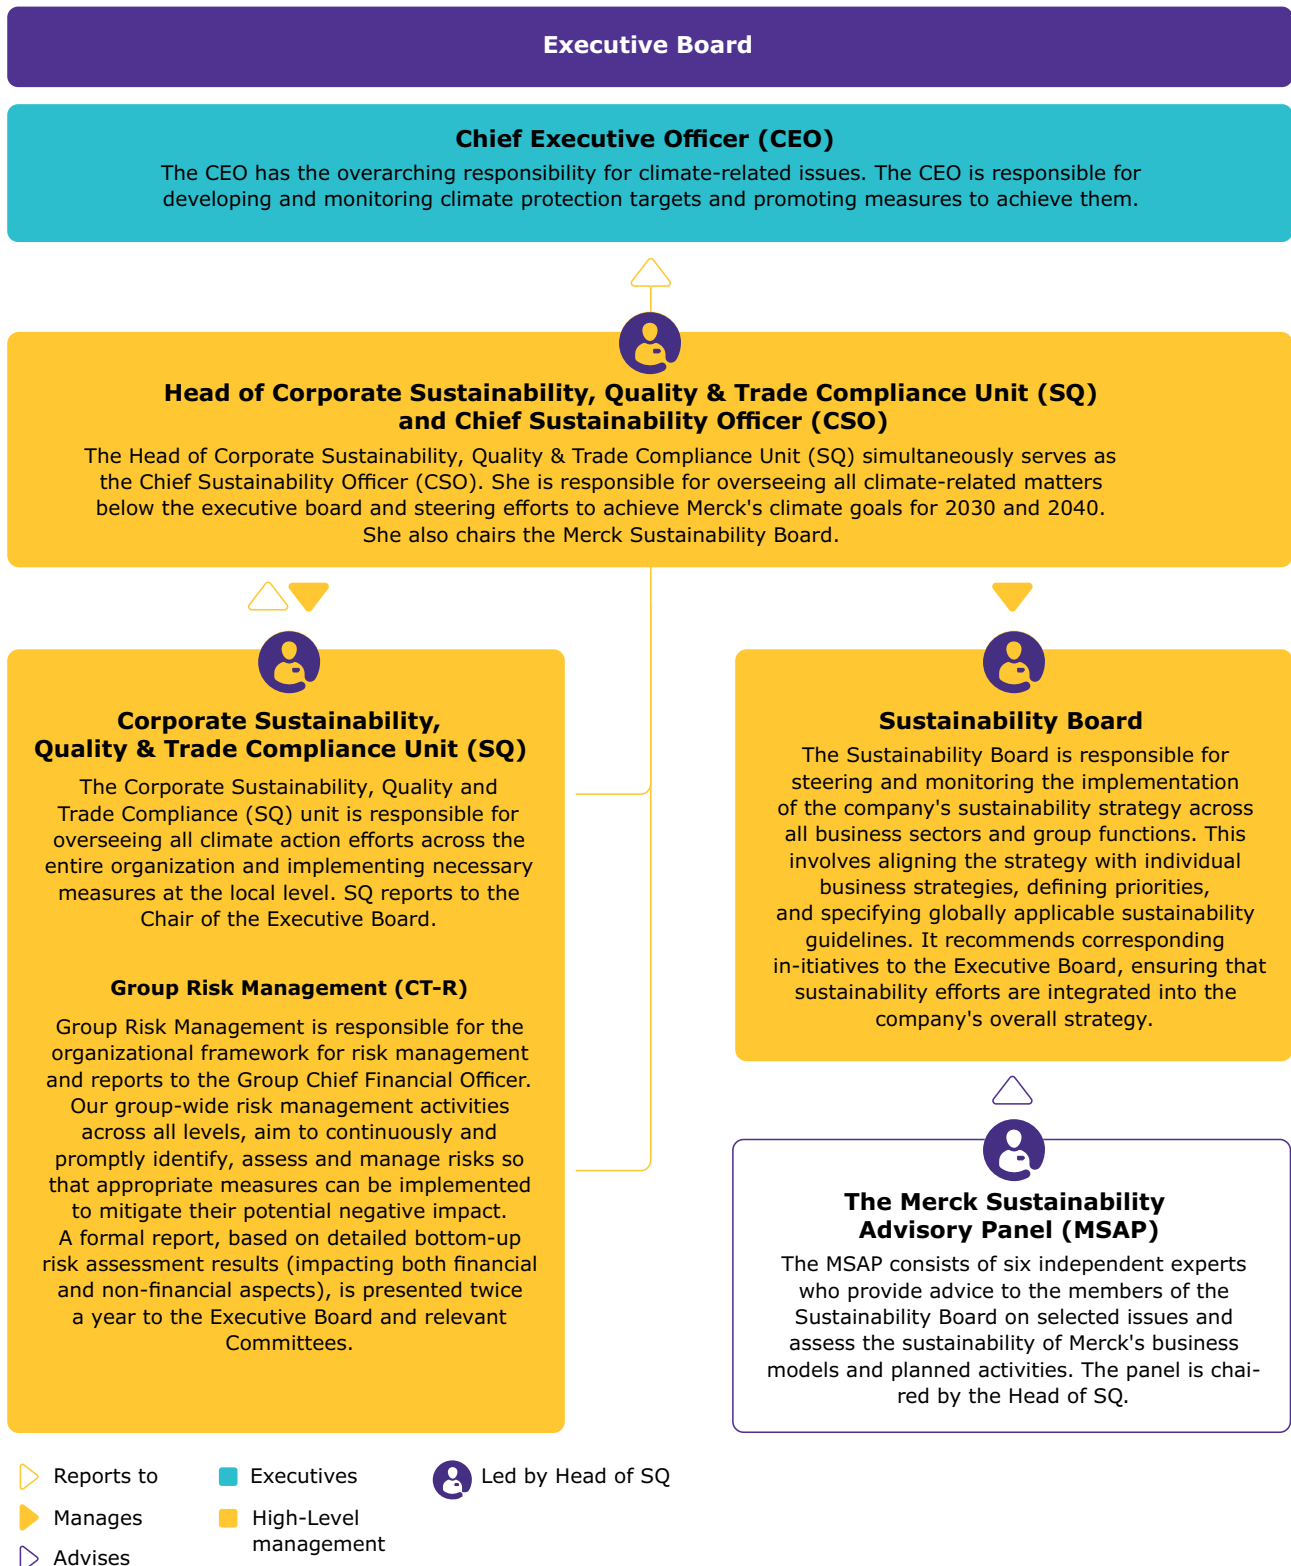 Executive Board
Chief Executive Officer (CEO)
The CEO has the overarching responsibility for climate-related issues. The CEO is responsible for
developing and monitoring climate protection targets and promoting measures to achieve them.
Head of Corporate Sustainability, Quality & Trade Compliance Unit (SQ)
and Chief Sustainability Officer (CSO)
The Head of Corporate Sustainability, Quality & Trade Compliance Unit (SQ) simultaneously serves as
the Chief Sustainability Officer (CSO). She is responsible for overseeing all climate-related matters
below the executive board and steering efforts to achieve Merck's climate goals for 2030 and 2040.
She also chairs the Merck Sustainability Board.
Corporate Sustainability,
Quality & Trade Compliance Unit (SQ)
The Corporate Sustainability, Quality and
Trade Compliance (SQ) unit is responsible for
overseeing all climate action efforts across the
entire organization and implementing necessary
measures at the local level. SQ reports to the
Chair of the Executive Board.
Group Risk Management (CT-R)
Group Risk Management is responsible for the
organizational framework for risk management
and reports to the Group Chief Financial Officer.
Our group-wide risk management activities
across all levels, aim to continuously and
promptly identify, assess and manage risks so
that appropriate measures can be implemented
to mitigate their potential negative impact.
A formal report, based on detailed bottom-up
risk assessment results (impacting both financial
and non-financial aspects), is presented twice
a year to the Executive Board and relevant
Committees.
Sustainability Board
The Sustainability Board is responsible for
steering and monitoring the implementation
of the company's sustainability strategy across
all business sectors and group functions. This
involves aligning the strategy with individual
business strategies, defining priorities,
and specifying globally applicable sustainability
guidelines. It recommends corresponding
in-itiatives to the Executive Board, ensuring that
sustainability efforts are integrated into the
company's overall strategy.
The Merck Sustainability
Advisory Panel (MSAP)
The MSAP consists of six independent experts
who provide advice to the members of the
Sustainability Board on selected issues and
assess the sustainability of Merck's business
models and planned activities. The panel is chai-
red by the Head of SQ.
Reports to
Manages
Advises
Executives
High-Level
management
Led by Head of SQ